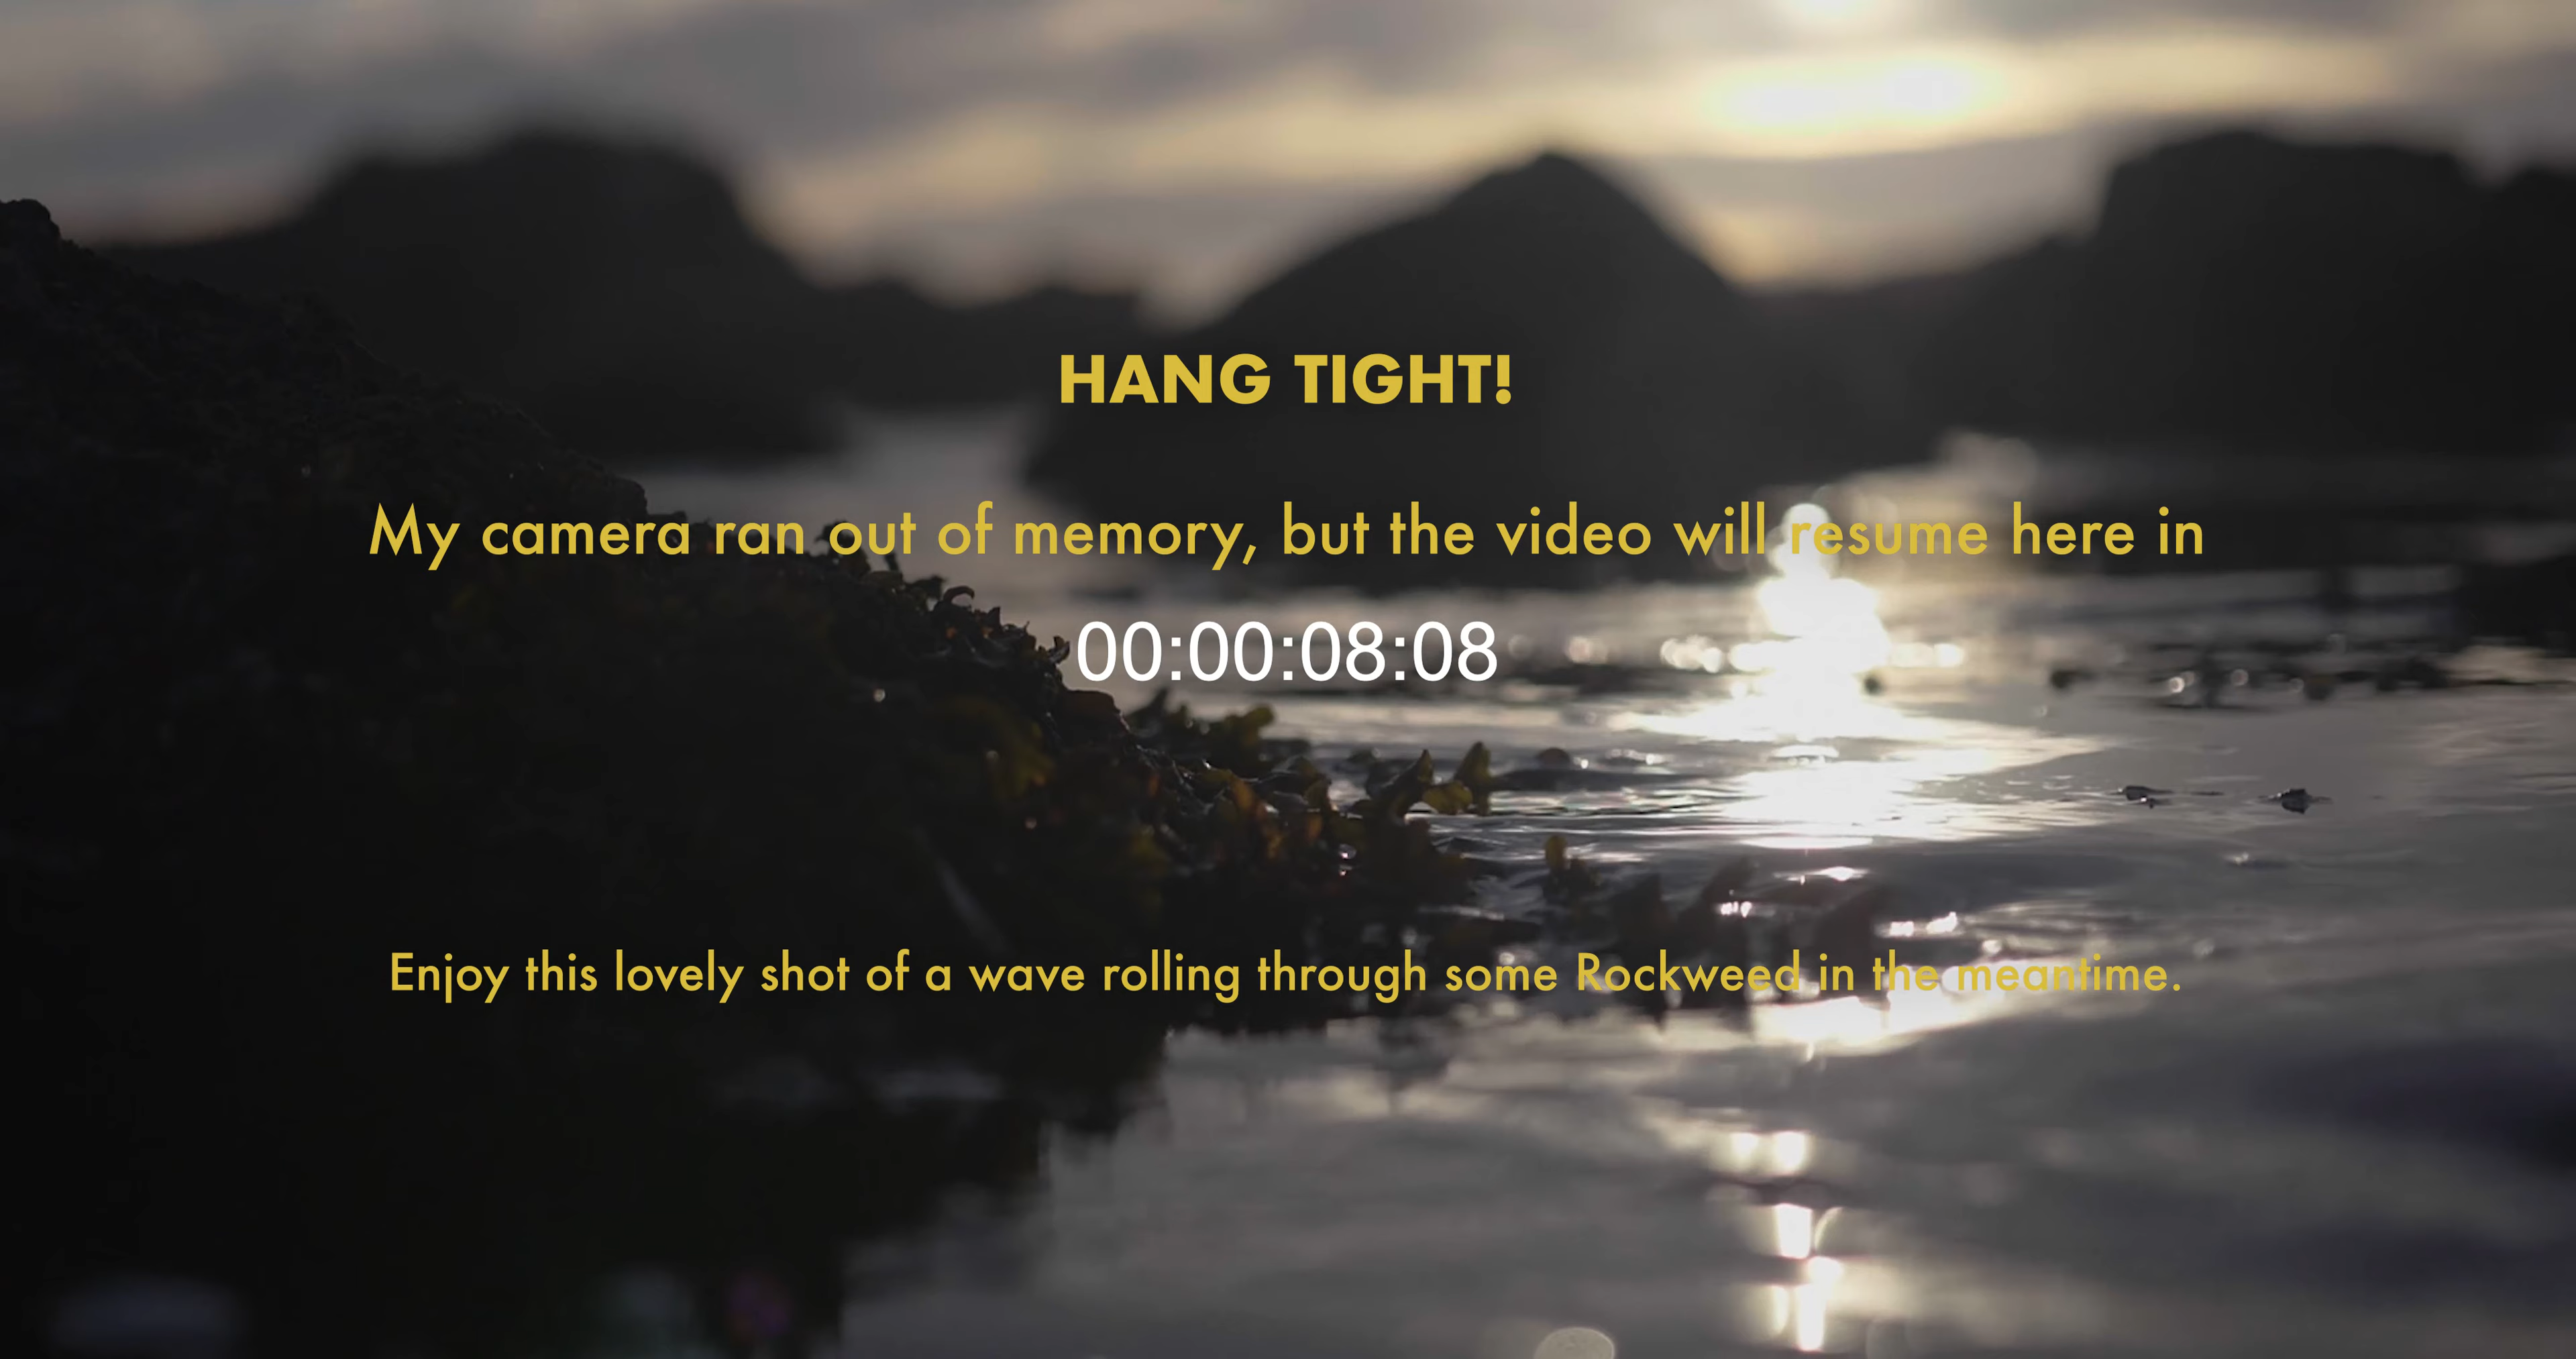 HANG TIGHT!
My camera ran out of memory, but the video will resume here in
00:00:08:08
Enjoy this lovely shot of a wave rolling through some Rockweed in the meantime.